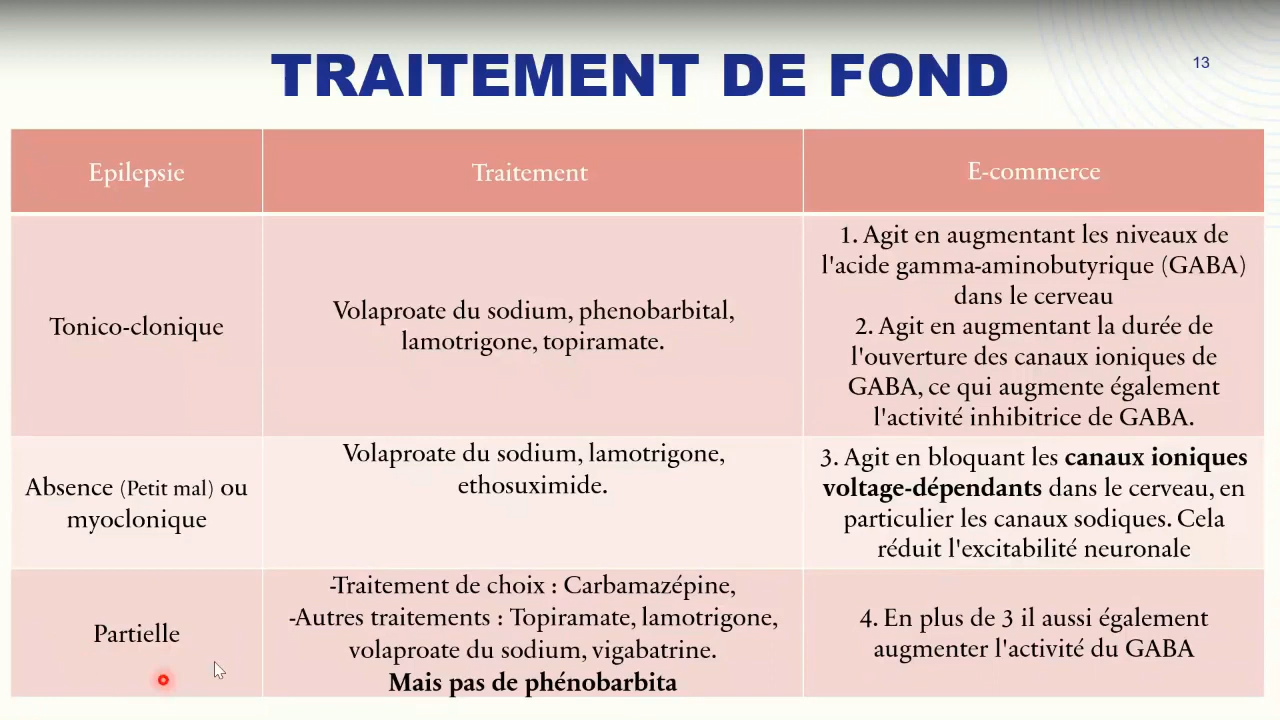 TRAITEMENT DE FOND
13
Epilepsie
Traitement
E-commerce
Tonico-clonique
Volaproate du sodium, phenobarbital,
lamotrigone, topiramate.
1. Agit en augmentant les niveaux de
l'acide gamma-aminobutyrique (GABA)
dans le cerveau
2. Agit en augmentant la durée de
l'ouverture des canaux ioniques de
GABA, ce qui augmente également
l'activité inhibitrice de GABA.
Absence (Petit mal) ou
myoclonique
Volaproate du sodium, lamotrigone,
ethosuximide.
3. Agit en bloquant les canaux ioniques
voltage-dépendants dans le cerveau, en
particulier les canaux sodiques. Cela
réduit l'excitabilité neuronale
Partielle
-Traitement de choix : Carbamazépine,
-Autres traitements : Topiramate, lamotrigone,
volaproate du sodium, vigabatrine.
Mais pas de phénobarbita
4. En plus de 3 il aussi également
augmenter l'activité du GABA